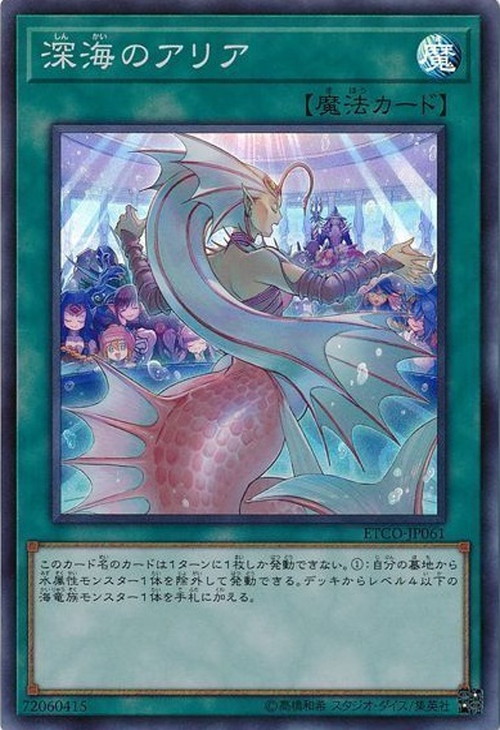 深海のアリア
魔
【魔法カード】
ETCO-JP061
このカード名のカードは1ターンに1枚しか発動できない。①:自分の墓地から
水属性モンスター1体を除外して発動できる。デッキからレベル4以下の
海竜族モンスター1体を手札に加える。
72060415
©高橋和希 スタジオ・ダイス/集英社